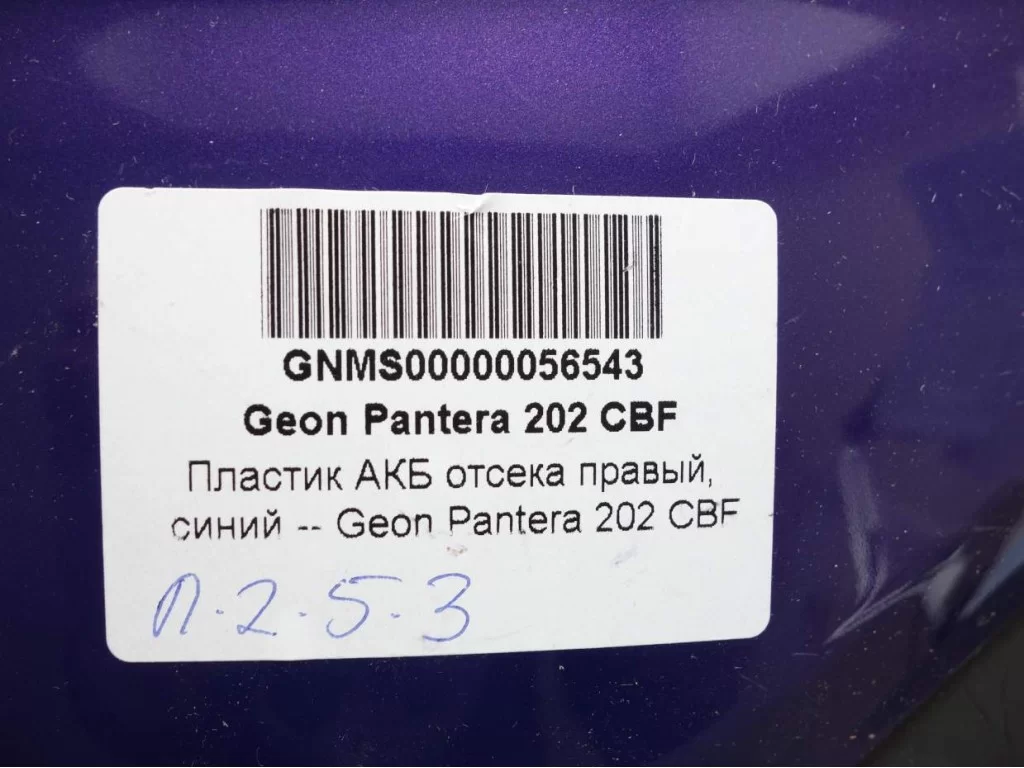 GNMS00000056543
Geon Pantera 202 CBF
Пластик АКБ отсека правый,
синий -- Geon Pantera 202 CBF
П-2-5-3